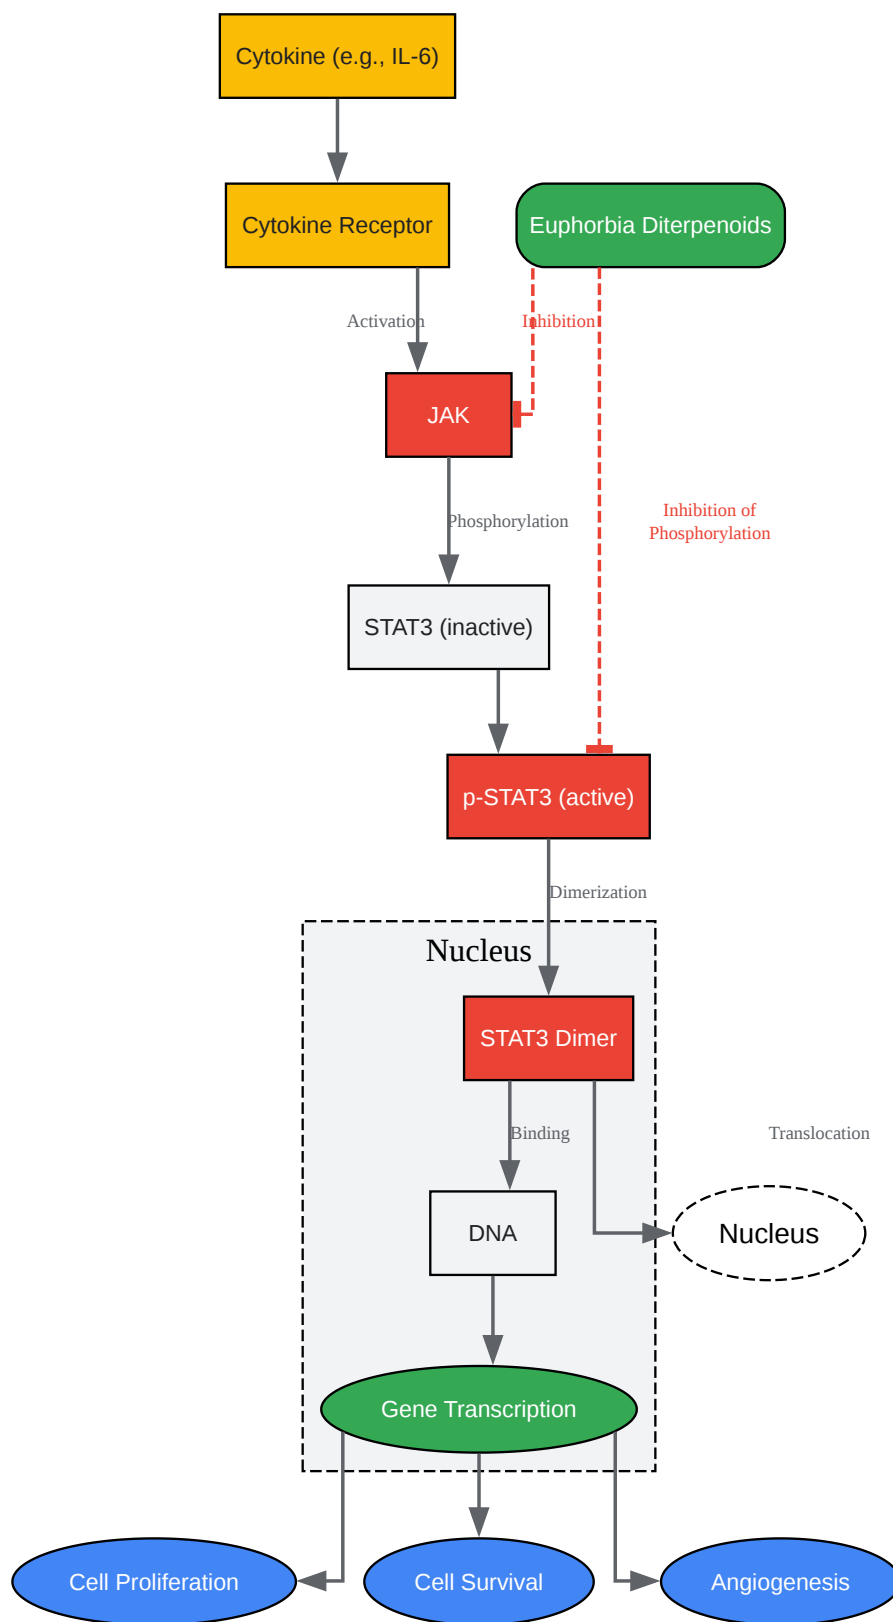 Cytokine (e.g., IL-6)
Cytokine Receptor
Euphorbia Diterpenoids
Activation
Inhibition
JAK
Phosphorylation
Inhibition of
Phosphorylation
STAT3 (inactive)
p-STAT3 (active)
Dimerization
Nucleus
STAT3 Dimer
Binding
Translocation
DNA
Nucleus
Gene Transcription
Cell Proliferation
Cell Survival
Angiogenesis